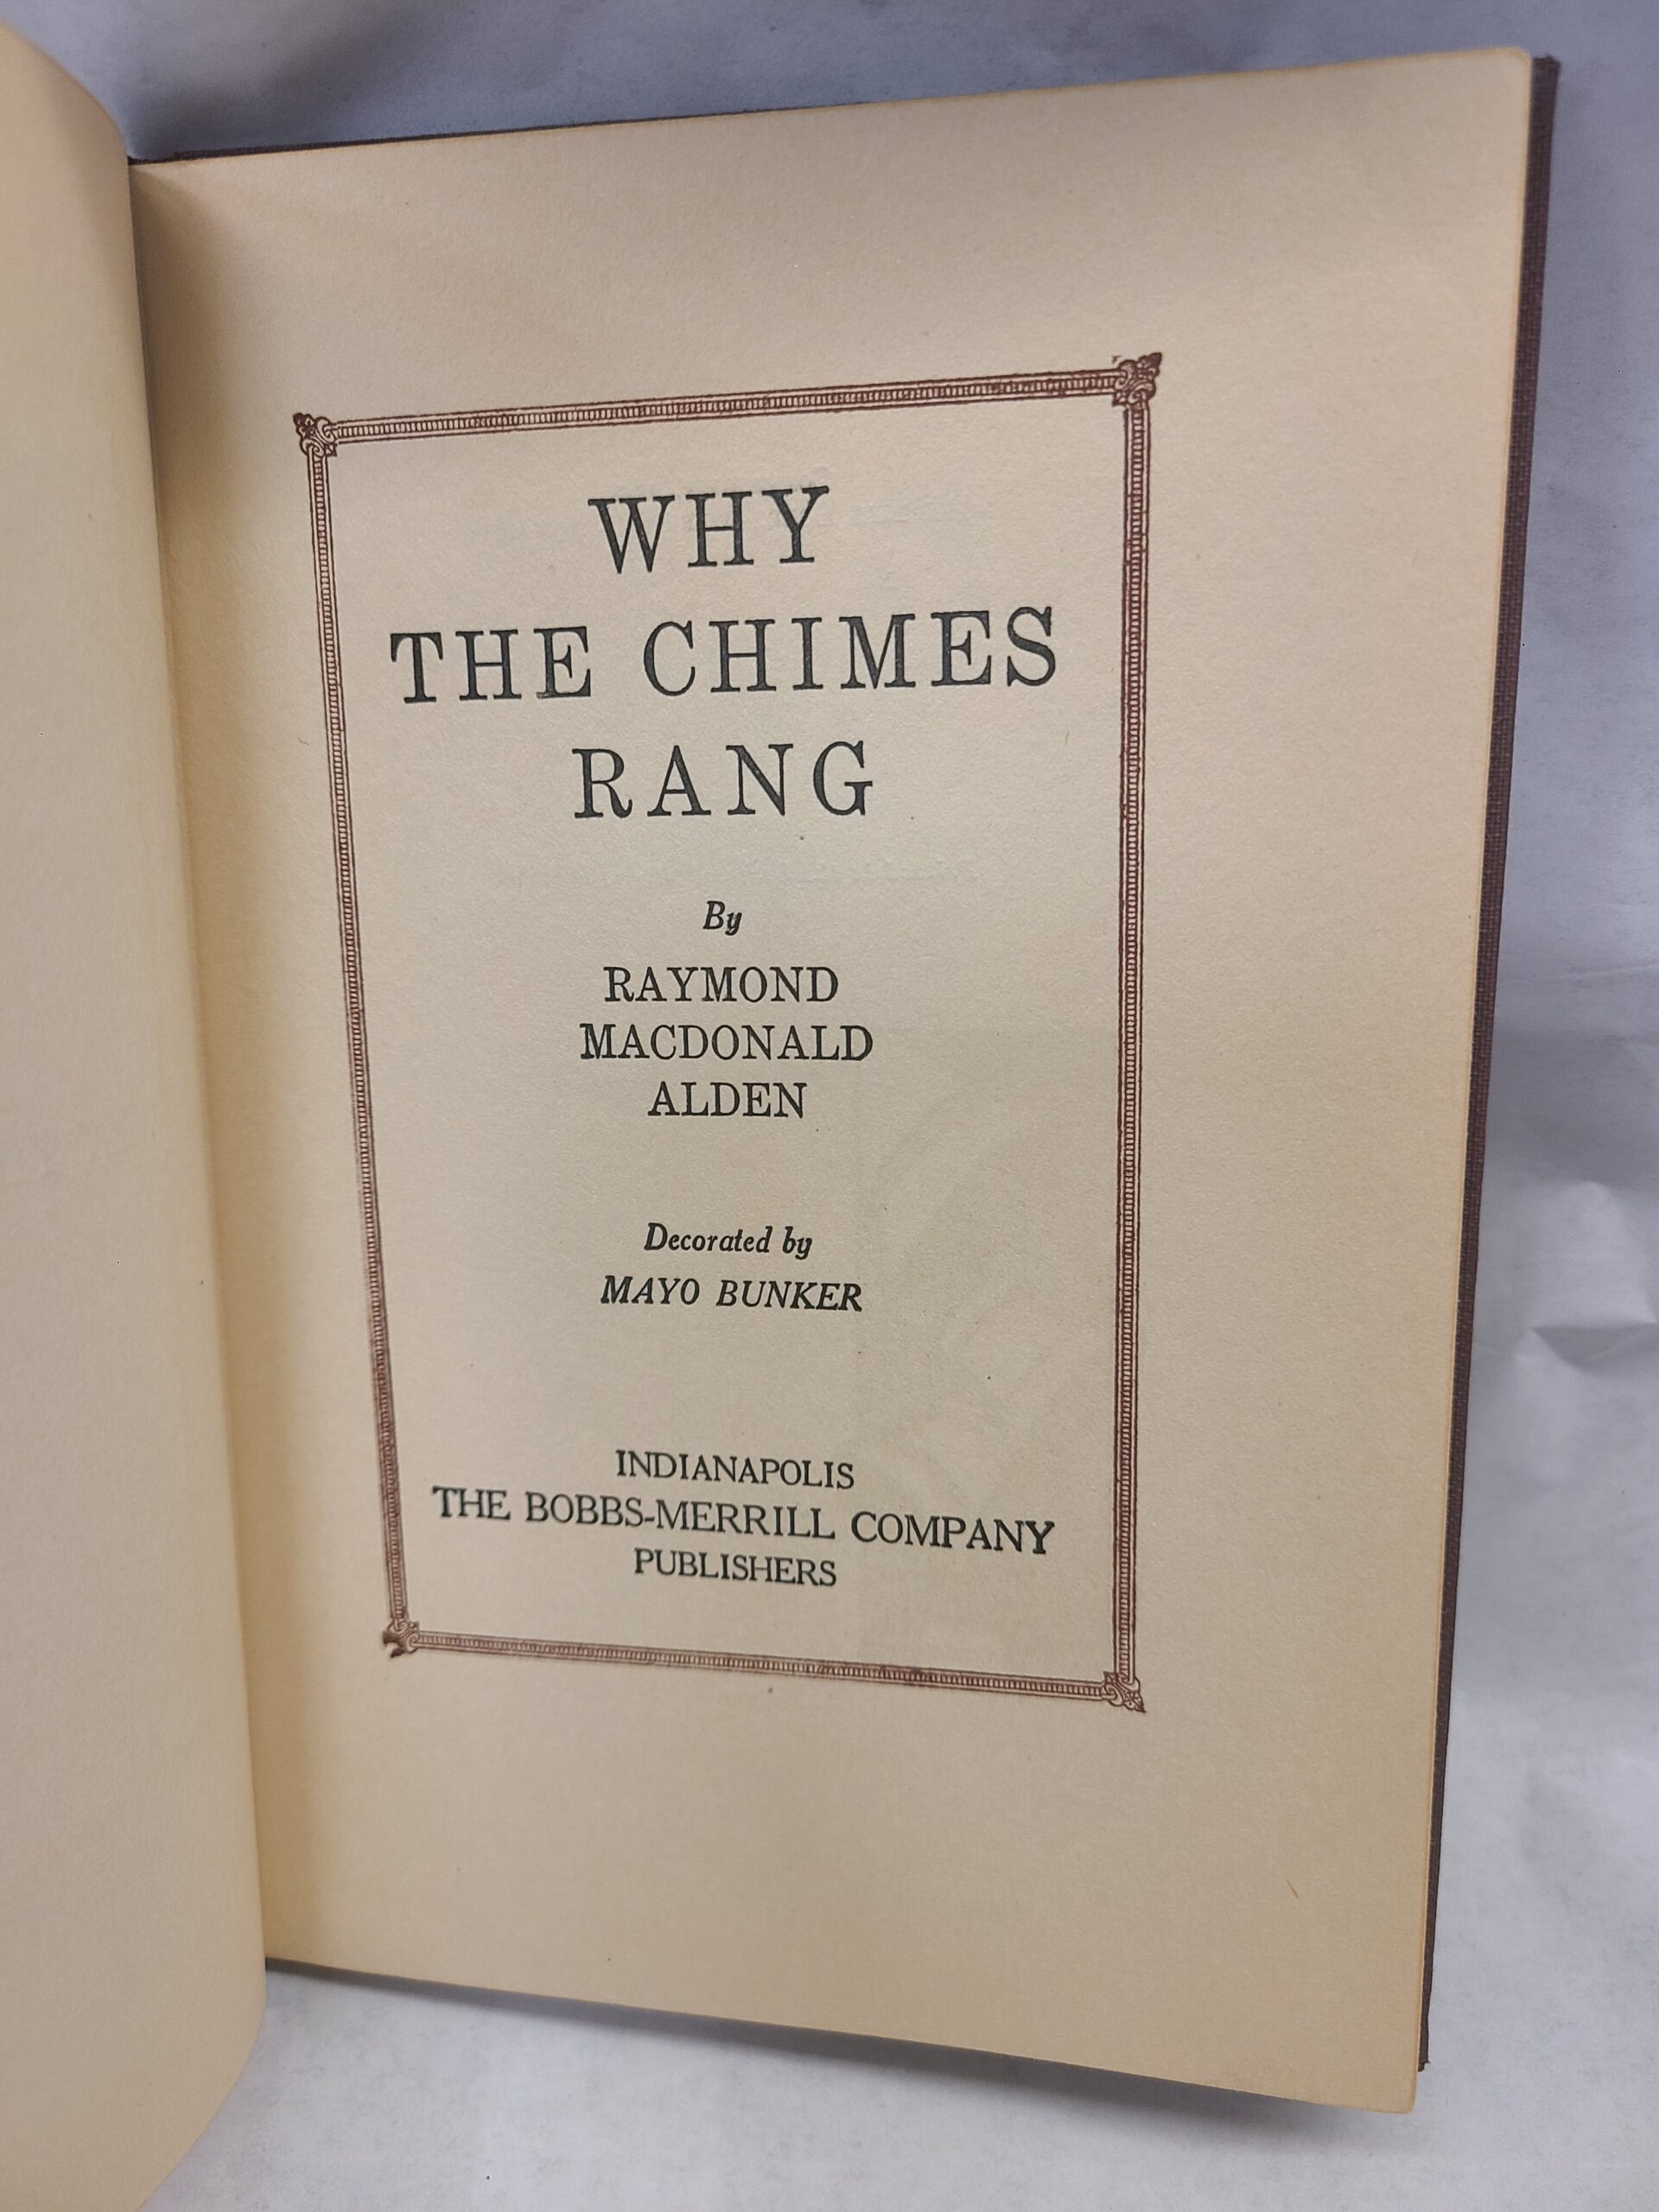 WHY
THE CHIMES
RANG
By
RAYMOND
MACDONALD
ALDEN
Decorated by
MAYO BUNKER
INDIANAPOLIS
THE BOBBS-MERRILL COMPANY
PUBLISHERS